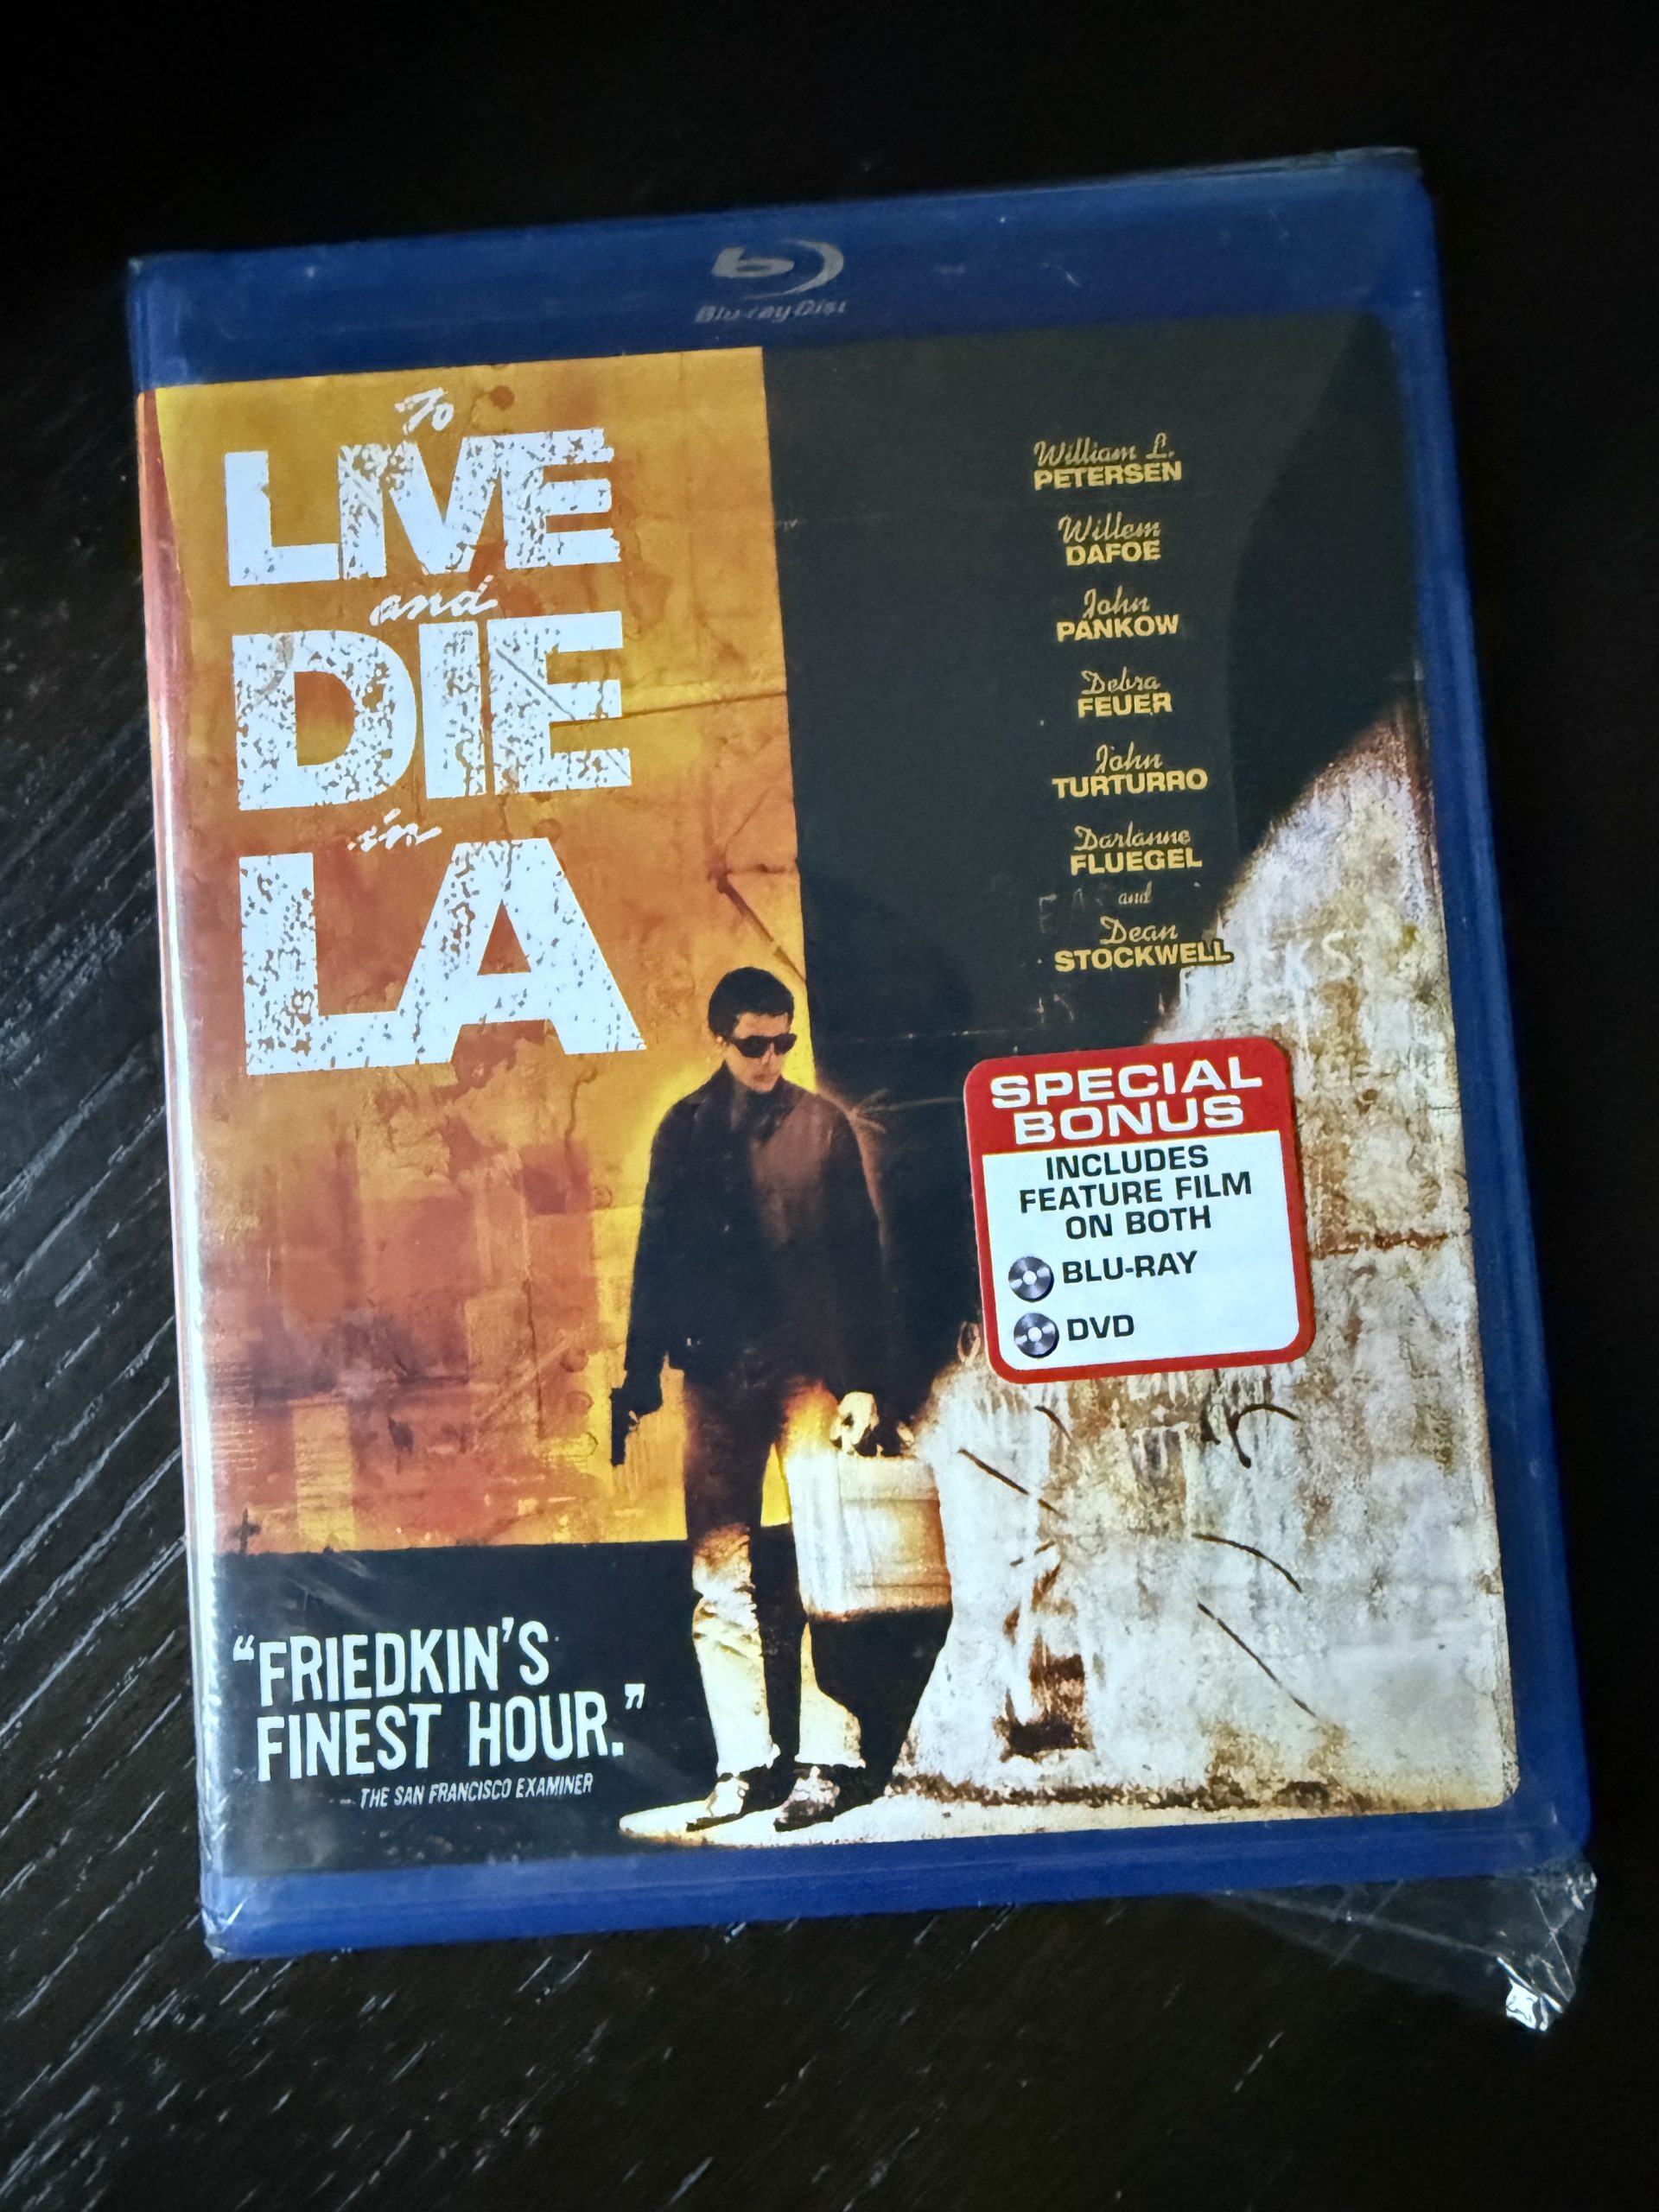 Blu-ray Disc
To
LIVE
and
DIE
in
LA
William L.
PETERSEN
Willem
DAFOE
John
PANKOW
Debra
FEUER
John
TURTURRO
Darlanne
FLUEGEL
and
Dean
STOCKWELL
SPECIAL
BONUS
INCLUDES
FEATURE FILM
ON BOTH
BLU-RAY
DVD
“FRIEDKIN'S
FINEST HOUR.”
– THE SAN FRANCISCO EXAMINER